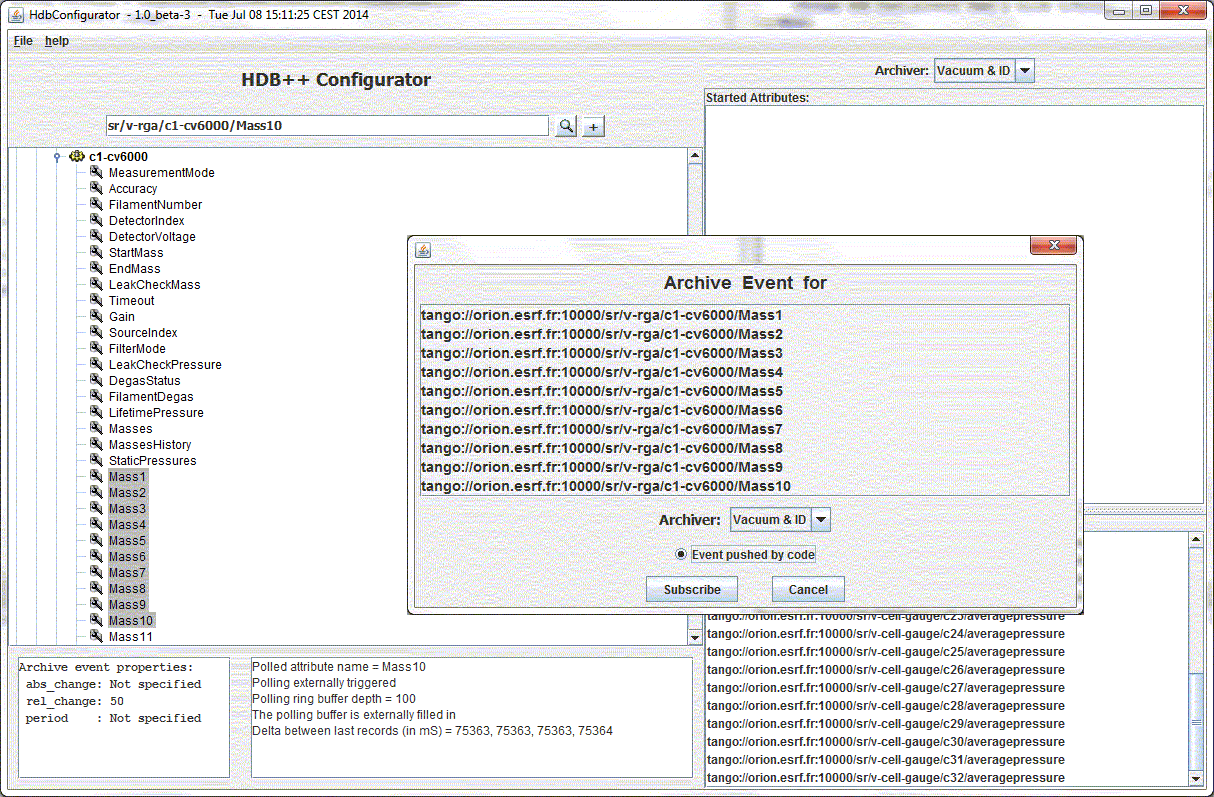 HdbConfigurator - 1.0_beta-3 - Tue Jul 08 15:11:25 CEST 2014
File help
HDB++ Configurator
Archiver: Vacuum & ID
Started Attributes:
sr/v-rga/c1-cv6000/Mass10
+
c1-cv6000
MeasurementMode
Accuracy
FilamentNumber
DetectorIndex
DetectorVoltage
StartMass
EndMass
LeakCheckMass
Timeout
Gain
SourceIndex
FilterMode
LeakCheckPressure
DegasStatus
FilamentDegas
LifetimePressure
Masses
MassesHistory
StaticPressures
Mass1
Mass2
Mass3
Mass4
Mass5
Mass6
Mass7
Mass8
Mass9
Mass10
Mass11
Archive Event for
tango://orion.esrf.fr:10000/sr/v-rga/c1-cv6000/Mass1
tango://orion.esrf.fr:10000/sr/v-rga/c1-cv6000/Mass2
tango://orion.esrf.fr:10000/sr/v-rga/c1-cv6000/Mass3
tango://orion.esrf.fr:10000/sr/v-rga/c1-cv6000/Mass4
tango://orion.esrf.fr:10000/sr/v-rga/c1-cv6000/Mass5
tango://orion.esrf.fr:10000/sr/v-rga/c1-cv6000/Mass6
tango://orion.esrf.fr:10000/sr/v-rga/c1-cv6000/Mass7
tango://orion.esrf.fr:10000/sr/v-rga/c1-cv6000/Mass8
tango://orion.esrf.fr:10000/sr/v-rga/c1-cv6000/Mass9
tango://orion.esrf.fr:10000/sr/v-rga/c1-cv6000/Mass10
Archiver: Vacuum & ID
Event pushed by code
Subscribe Cancel
tango://orion.esrf.fr:10000/sr/v-cell-gauge/c23/averagepressure
tango://orion.esrf.fr:10000/sr/v-cell-gauge/c24/averagepressure
tango://orion.esrf.fr:10000/sr/v-cell-gauge/c25/averagepressure
tango://orion.esrf.fr:10000/sr/v-cell-gauge/c26/averagepressure
tango://orion.esrf.fr:10000/sr/v-cell-gauge/c27/averagepressure
tango://orion.esrf.fr:10000/sr/v-cell-gauge/c28/averagepressure
tango://orion.esrf.fr:10000/sr/v-cell-gauge/c29/averagepressure
tango://orion.esrf.fr:10000/sr/v-cell-gauge/c30/averagepressure
tango://orion.esrf.fr:10000/sr/v-cell-gauge/c31/averagepressure
tango://orion.esrf.fr:10000/sr/v-cell-gauge/c32/averagepressure
Archive event properties:
abs_change: Not specified
rel_change: 50
period : Not specified
Polled attribute name = Mass10
Polling externally triggered
Polling ring buffer depth = 100
The polling buffer is externally filled in
Delta between last records (in mS) = 75363, 75363, 75363, 75364